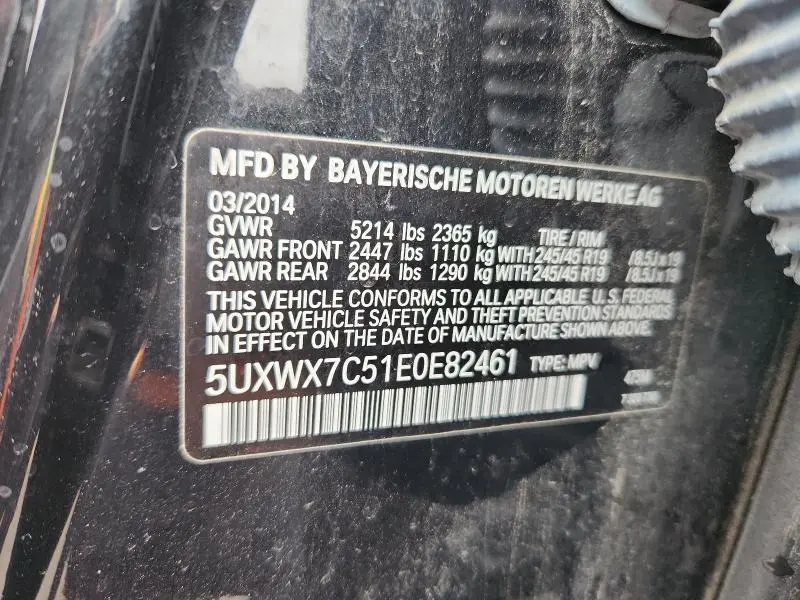 MFD BY BAYERISCHE MOTOREN WERKE AG
03/2014
GVWR 5214 lbs 2365 kg TIRE / RIM
GAWR FRONT 2447 lbs 1110 kg WITH 245/45 R19 / 8.5J x 19
GAWR REAR 2844 lbs 1290 kg WITH 245/45 R19 / 8.5J x 19
THIS VEHICLE CONFORMS TO ALL APPLICABLE U.S. FEDERAL
MOTOR VEHICLE SAFETY AND THEFT PREVENTION STANDARDS
IN EFFECT ON THE DATE OF MANUFACTURE SHOWN ABOVE.
5UXWX7C51E0E82461 TYPE: MPV